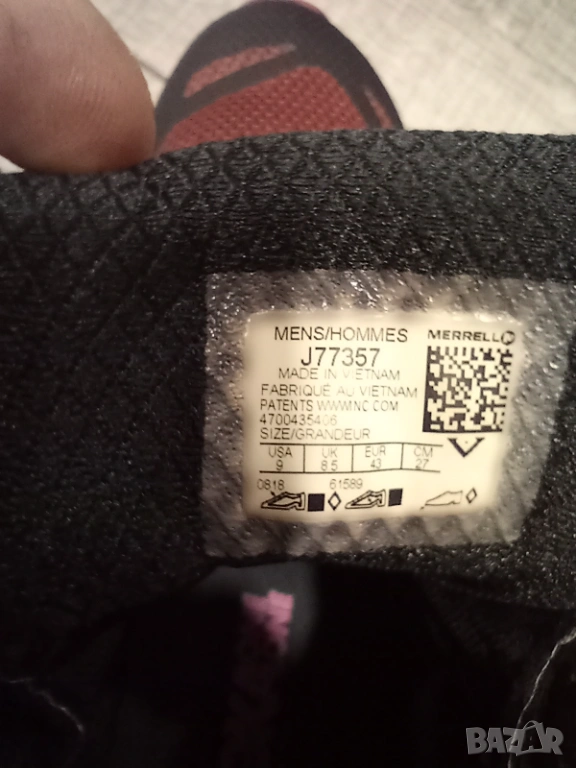 MENS/HOMMES MERRELL
J77357
MADE IN VIETNAM
FABRIQUÉ AU VIETNAM
PATENTS WWWINC.COM
4700435406
SIZE/GRANDEUR
USA UK EUR CM
9 8.5 43 27
0818 61589
BAZAR